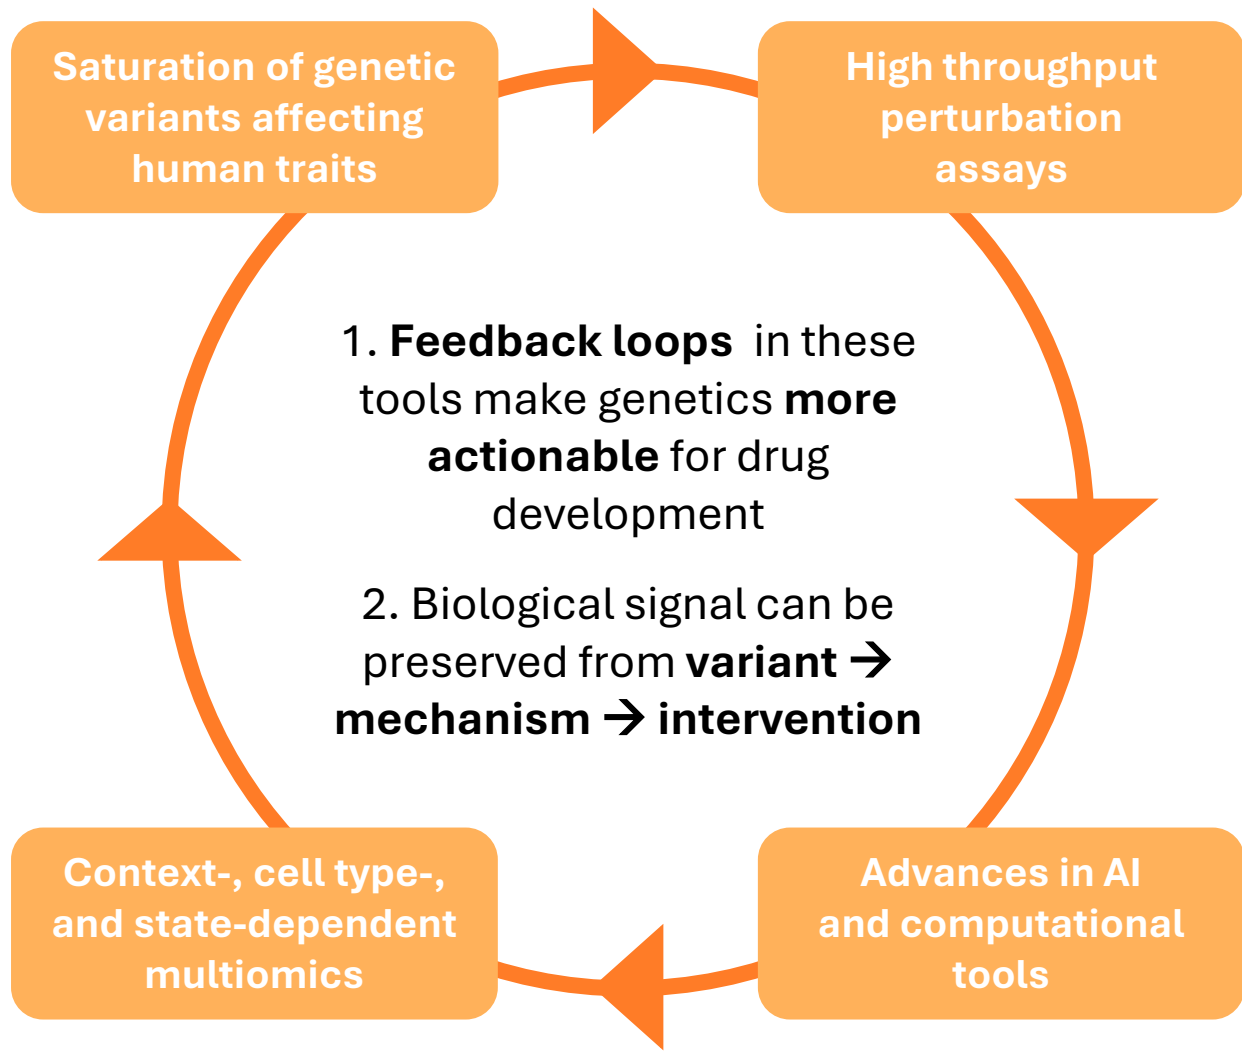 Saturation of genetic
variants affecting
human traits
High throughput
perturbation
assays
1. Feedback loops in these
tools make genetics more
actionable for drug
development
2. Biological signal can be
preserved from variant →
mechanism → intervention
Context-, cell type-,
and state-dependent
multiomics
Advances in AI
and computational
tools